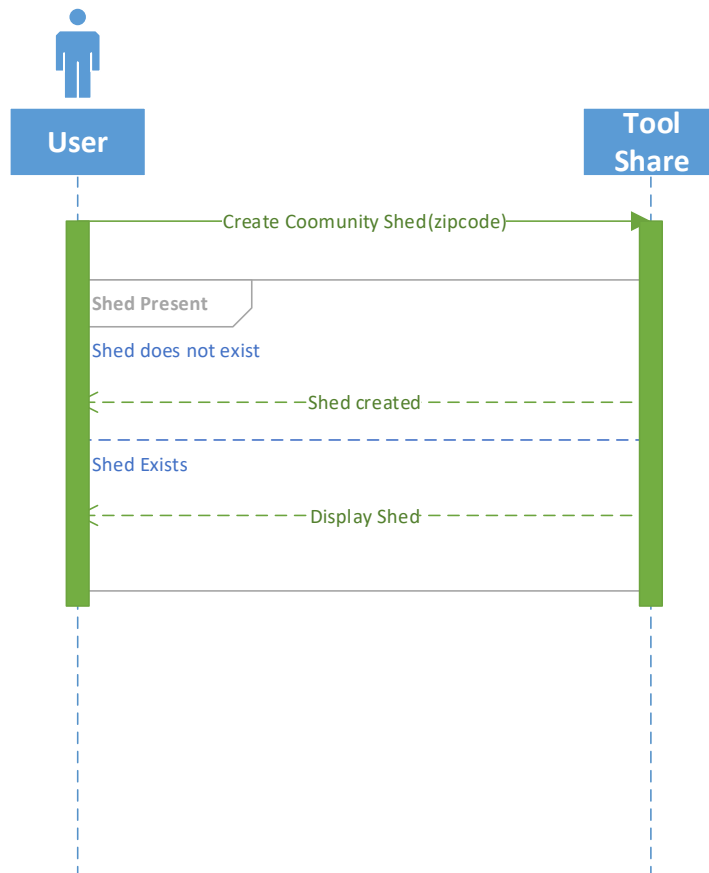 User
Tool
Share
Create Coomunity Shed(zipcode)
Shed Present
Shed does not exist
Shed created
Shed Exists
Display Shed